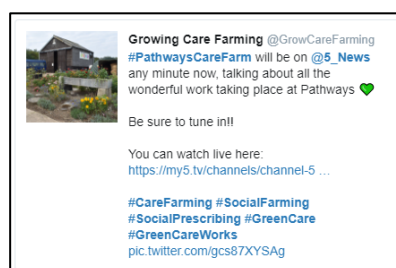 Growing Care Farming @GrowCareFarming
#PathwaysCareFarm will be on @5_News
any minute now, talking about all the
wonderful work taking place at Pathways 💚
Be sure to tune in!!
You can watch live here:
https://my5.tv/channels/channel-5 …
#CareFarming #SocialFarming
#SocialPrescribing #GreenCare
#GreenCareWorks
pic.twitter.com/gcs87XYSAg